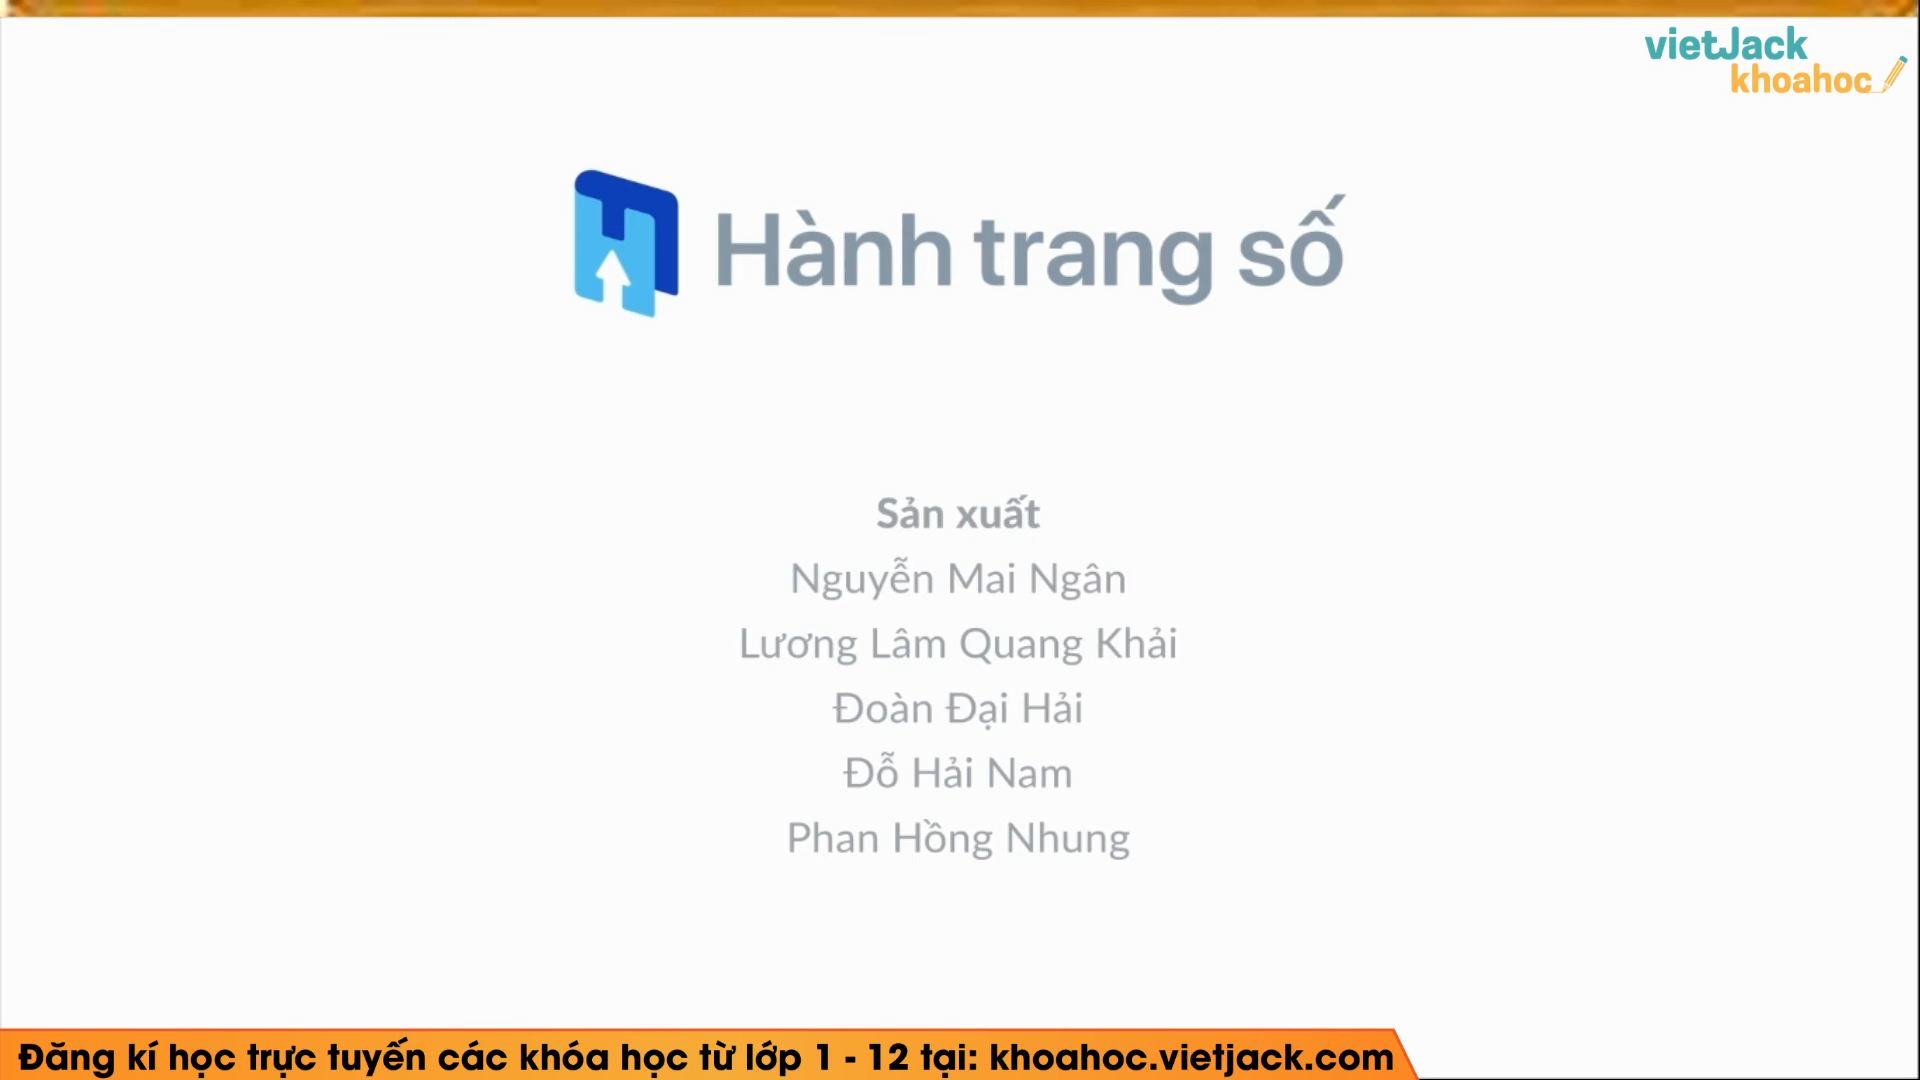 vietJack
khoahoc
Hành trang số
Sản xuất
Nguyễn Mai Ngân
Lương Lâm Quang Khải
Đoàn Đại Hải
Đỗ Hải Nam
Phan Hồng Nhung
Đăng kí học trực tuyến các khóa học từ lớp 1 - 12 tại: khoahoc.vietjack.com